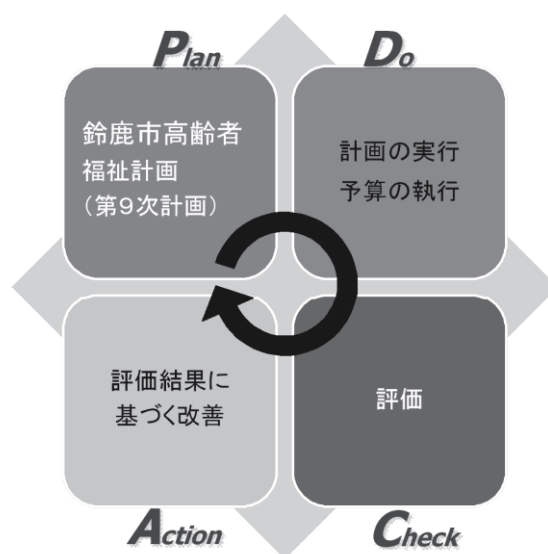 Plan
Do
鈴鹿市高齢者
福祉計画
（第９次計画）
計画の実行
予算の執行
評価結果に
基づく改善
評価
Action
Check